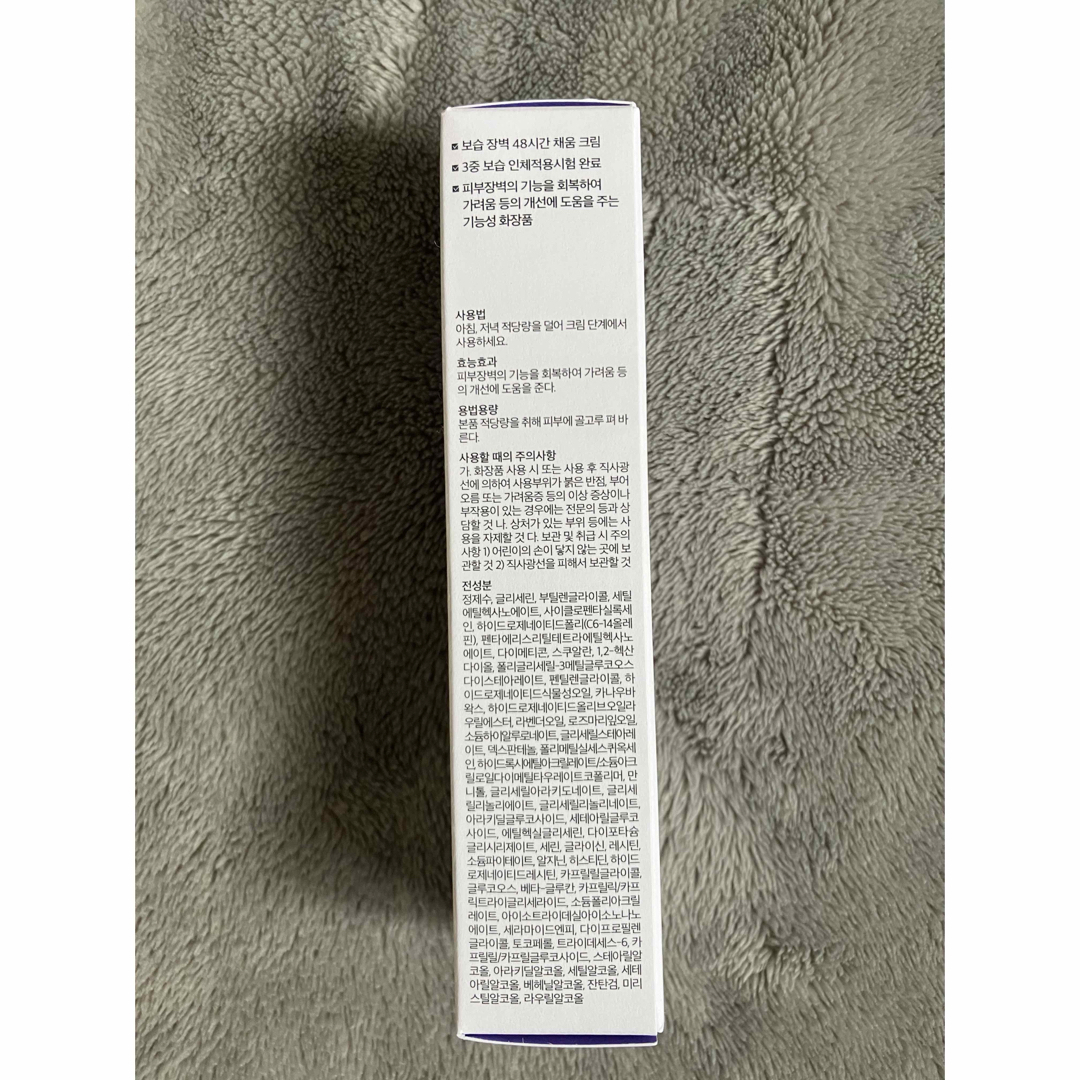 보습 장벽 48시간 채움 크림
3중 보습 인체적용시험 완료
피부장벽의 기능을 회복하여
가려움 등의 개선에 도움을 주는
기능성 화장품
사용법
아침, 저녁 적당량을 덜어 크림 단계에서
사용하세요.
효능효과
피부장벽의 기능을 회복하여 가려움 등
의 개선에 도움을 준다.
용법용량
본품 적당량을 취해 피부에 골고루 펴 바
른다.
사용할 때의 주의사항
가. 화장품 사용 시 또는 사용 후 직사광
선에 의하여 사용부위가 붉은 반점, 부어
오름 또는 가려움증 등의 이상 증상이나
부작용이 있는 경우에는 전문의 등과 상
담할 것 나. 상처가 있는 부위 등에는 사
용을 자제할 것 다. 보관 및 취급 시 주의
사항 1) 어린이의 손이 닿지 않는 곳에 보
관할 것 2) 직사광선을 피해서 보관할 것
전성분
정제수, 글리세린, 부틸렌글라이콜, 세틸
에틸헥사노에이트, 사이클로펜타실록세
인, 하이드로제네이티드폴리(C6-14올레
핀), 펜타에리스리틸테트라에틸헥사노
에이트, 다이메티콘, 스쿠알란, 1,2-헥산
다이올, 폴리글리세릴-3메틸글루코오스
다이스테아레이트, 펜틸렌글라이콜, 하
이드로제네이티드식물성오일, 카나우바
왁스, 하이드로제네이티드올리브오일라
우릴에스터, 라벤더오일, 로즈마리잎오일,
소듐하이알루로네이트, 글리세릴스테아레
이트, 덱스판테놀, 폴리메틸실세스퀴옥세
인, 하이드록시에틸아크릴레이트/소듐아크
릴로일다이메틸타우레이트코폴리머, 만
니톨, 글리세릴아라키도네이트, 글리세
릴리놀리에이트, 글리세릴리놀리네이트,
아라키딜글루코사이드, 세테아릴글루코
사이드, 에틸헥실글리세린, 다이포타슘
글리시리제이트, 세린, 글라이신, 레시틴,
소듐파이테이트, 알지닌, 히스티딘, 하이드
로제네이티드레시틴, 카프릴릴글라이콜,
글루코오스, 베타-글루칸, 카프릴릭/카프
릭트라이글리세라이드, 소듐폴리아크릴
레이트, 아이소트라이데실아이소노나노
에이트, 세라마이드엔피, 다이프로필렌
글라이콜, 토코페롤, 트라이데세스-6, 카
프릴릴/카프릴글루코사이드, 스테아릴알
코올, 아라키딜알코올, 세틸알코올, 세테
아릴알코올, 베헤닐알코올, 잔탄검, 미리
스틸알코올, 라우릴알코올